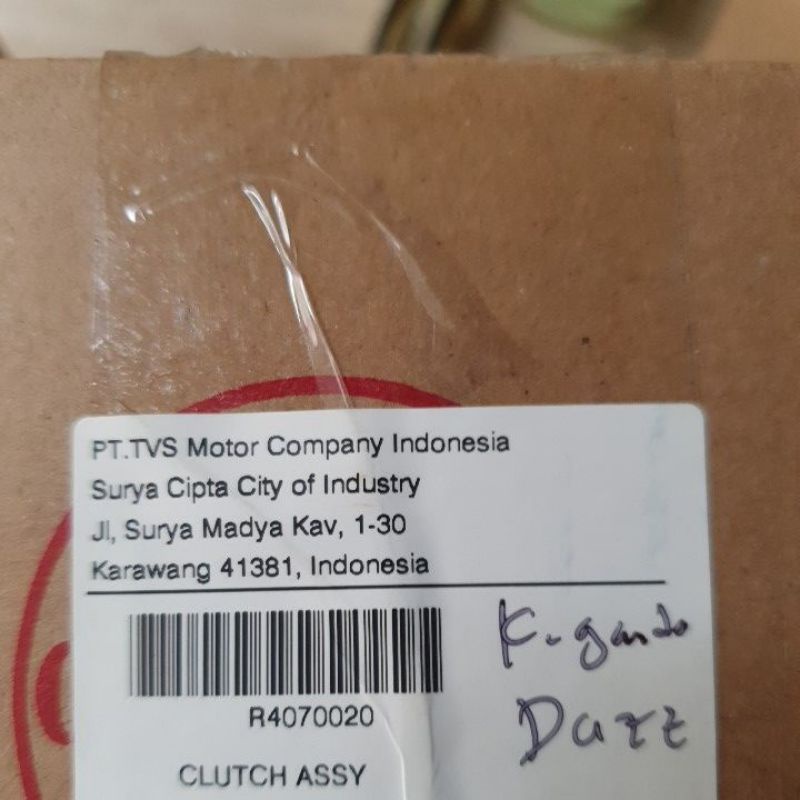 PT.TVS Motor Company Indonesia
Surya Cipta City of Industry
Jl, Surya Madya Kav, 1-30
Karawang 41381, Indonesia
K. gando
Dazz
R4070020
CLUTCH ASSY